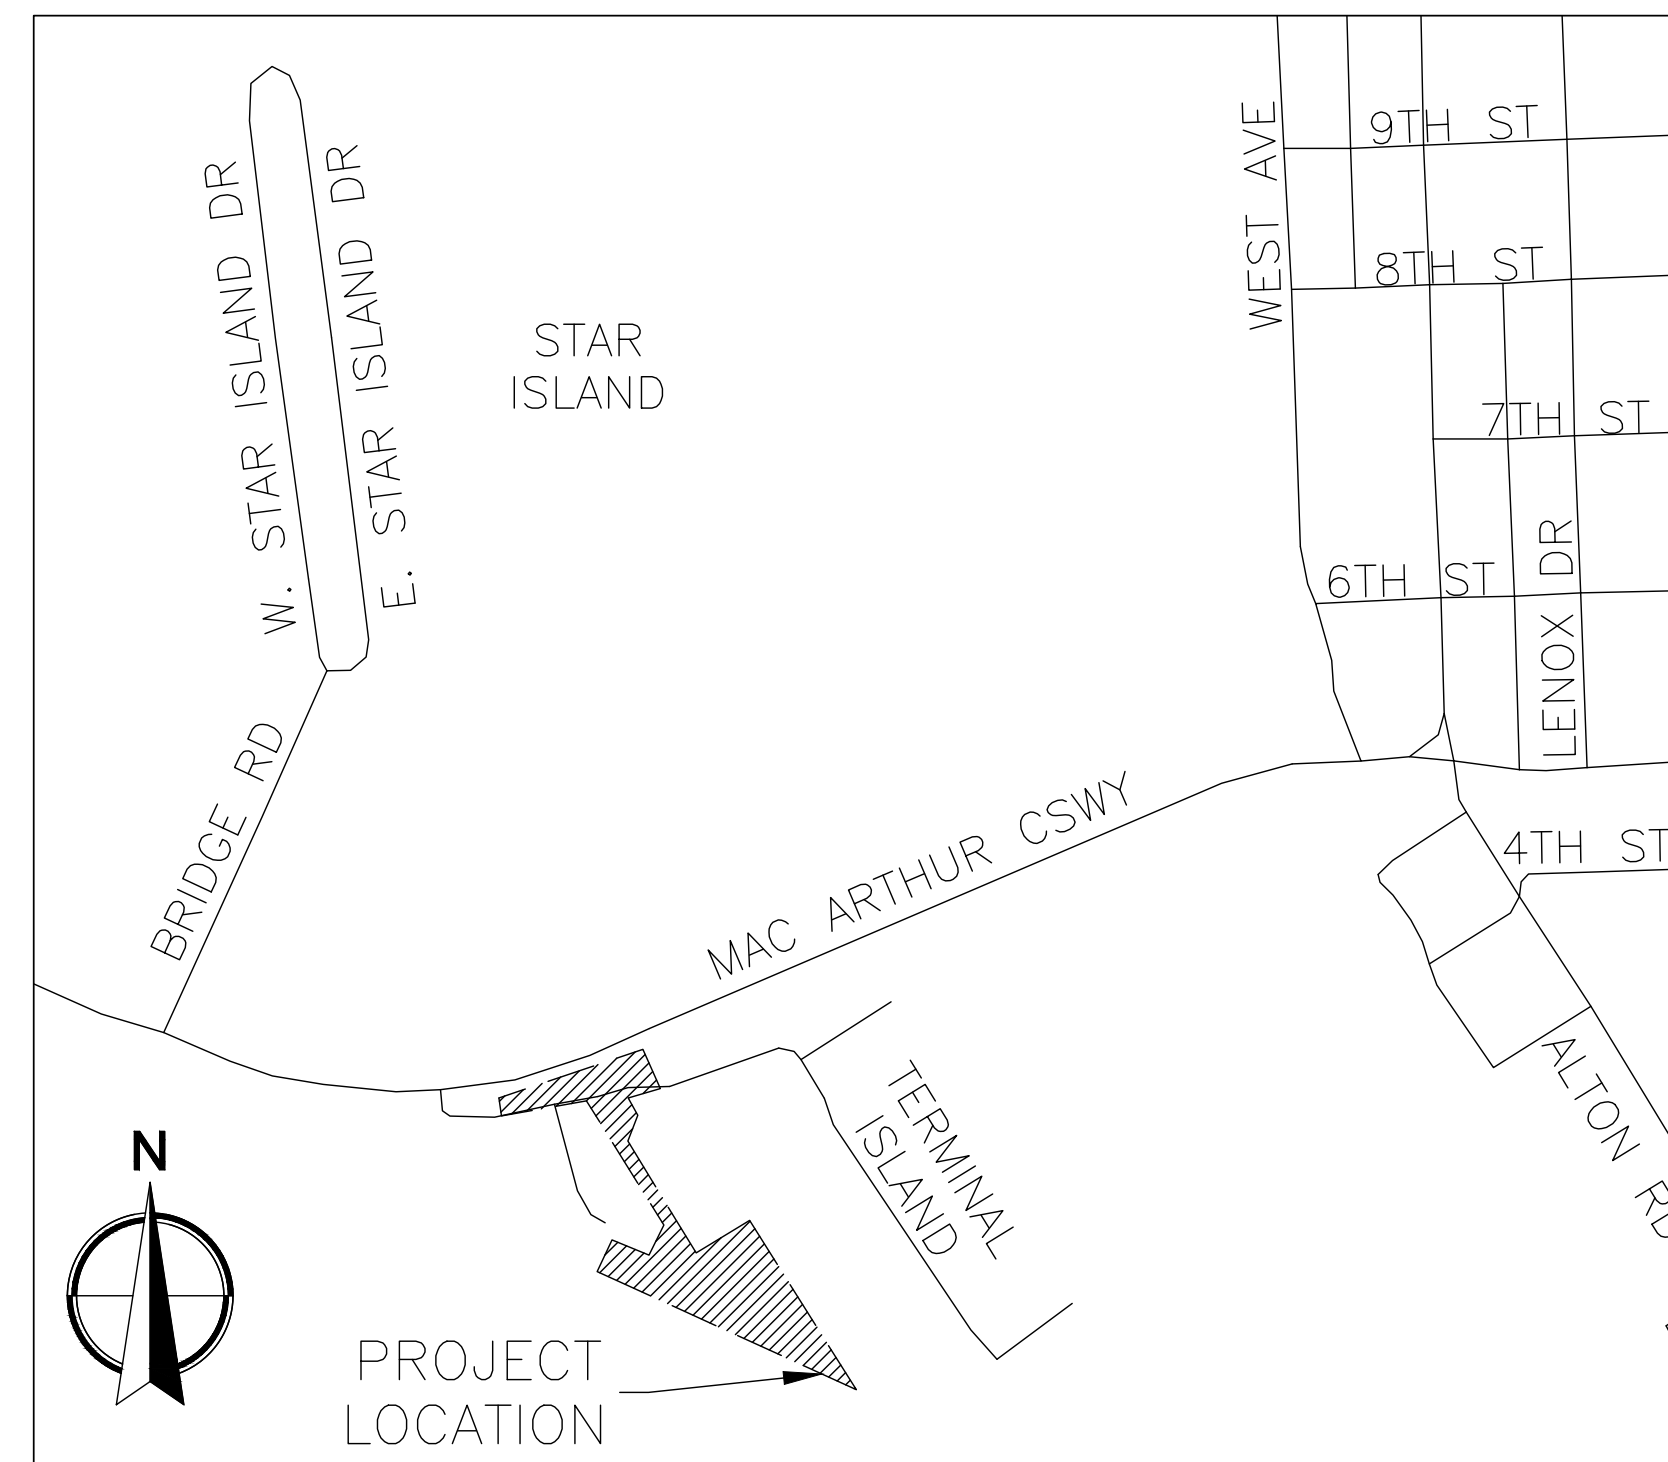 9TH ST
WEST AVE
W. STAR ISLAND DR
E. STAR ISLAND DR
8TH ST
STAR
ISLAND
7TH ST
6TH ST
LENOX DR
BRIDGE RD
MAC ARTHUR CSWY
4TH ST
ALTON RD
TERMINAL
ISLAND
N
PROJECT
LOCATION